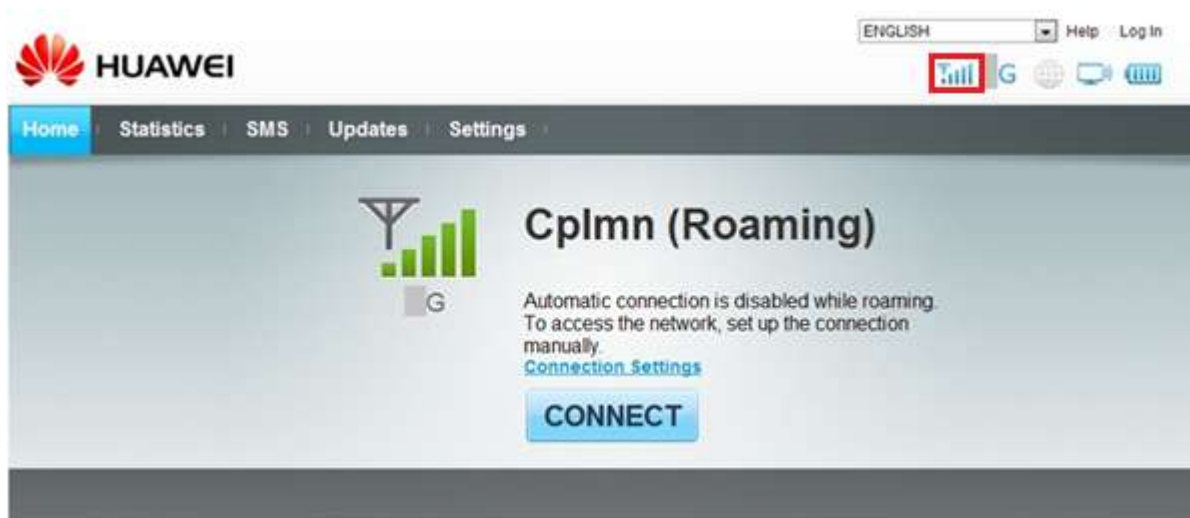 ENGLISH Help Log In
HUAWEI
G
Home Statistics SMS Updates Settings
Cplmn (Roaming)
G
Automatic connection is disabled while roaming.
To access the network, set up the connection
manually.
Connection Settings
CONNECT